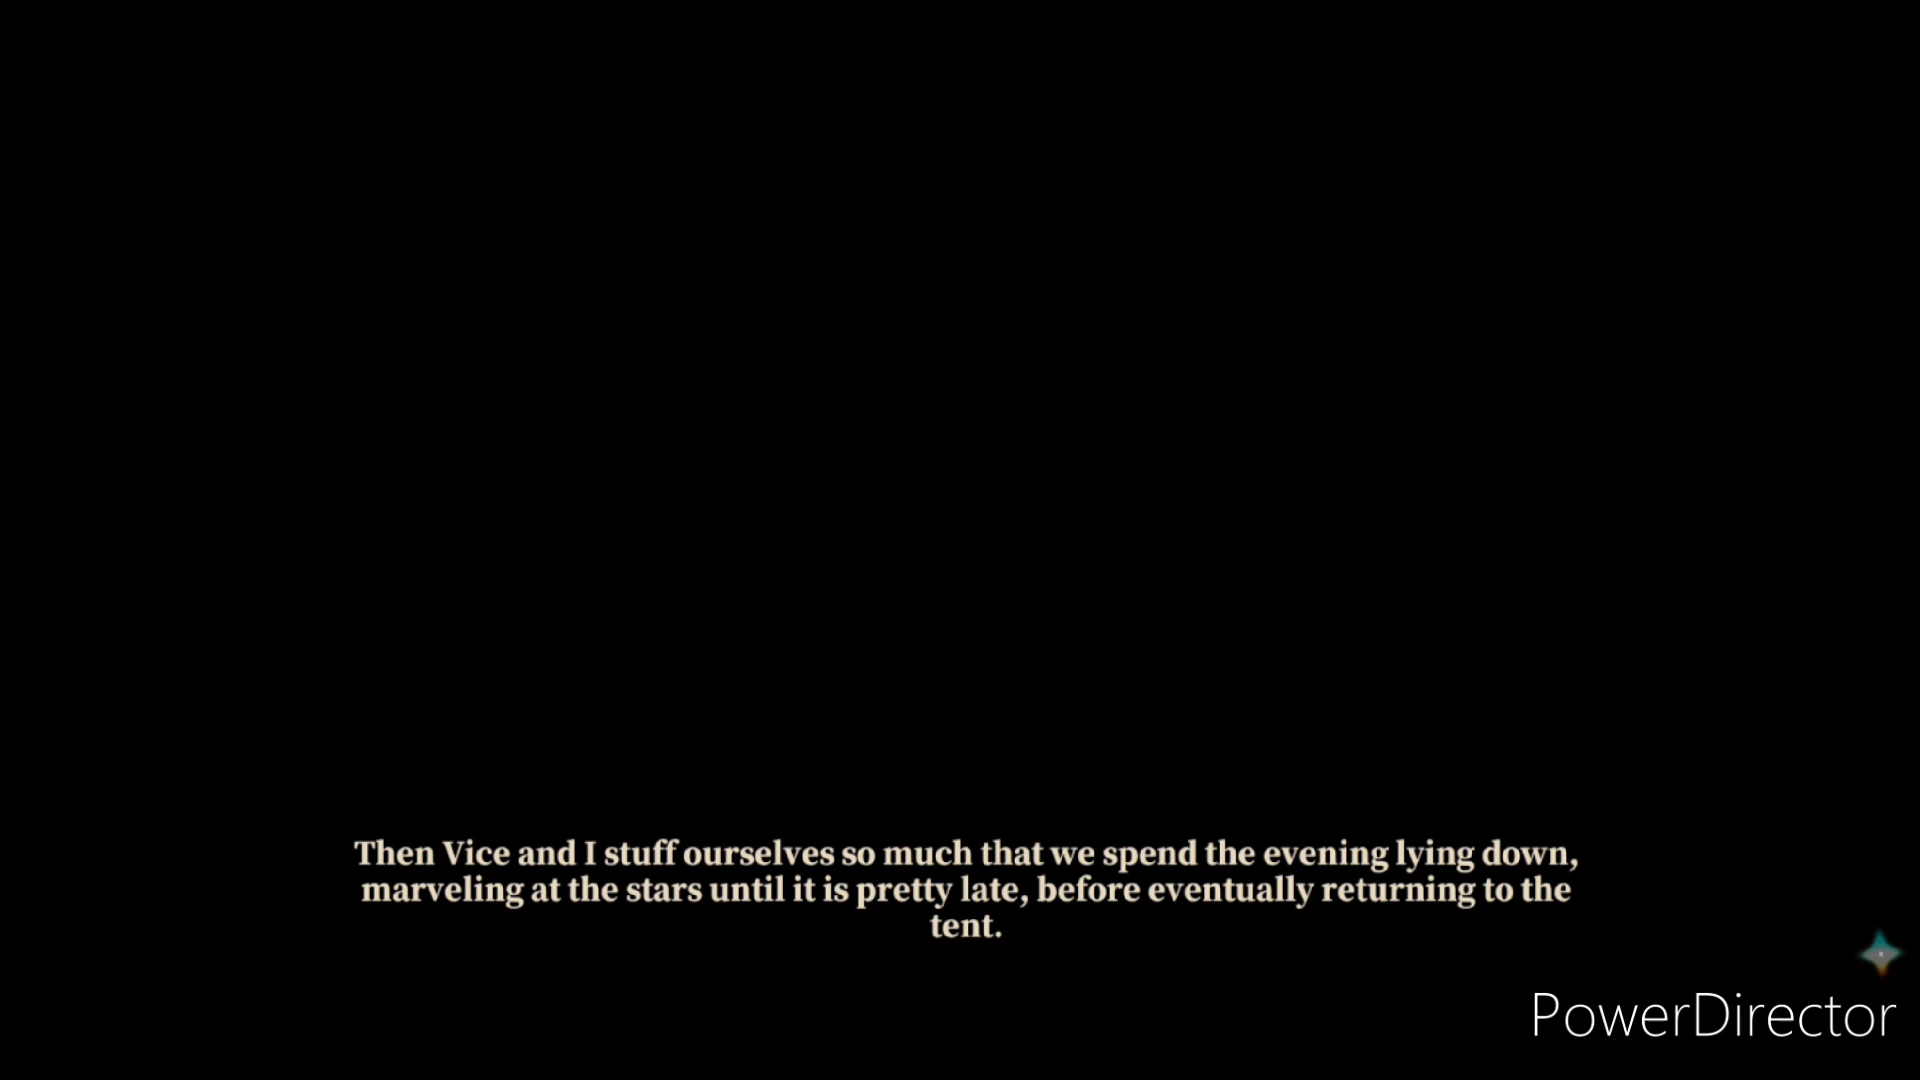 Then Vice and I stuff ourselves so much that we spend the evening lying down,
marveling at the stars until it is pretty late, before eventually returning to the
tent.
PowerDirector